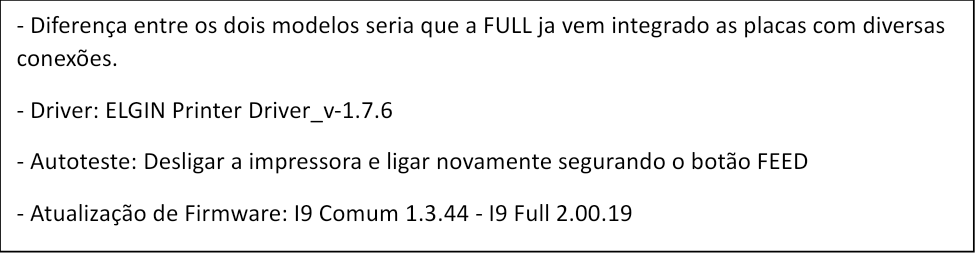 - Diferença entre os dois modelos seria que a FULL ja vem integrado as placas com diversas
conexões.
- Driver: ELGIN Printer Driver_v-1.7.6
- Autoteste: Desligar a impressora e ligar novamente segurando o botão FEED
- Atualização de Firmware: I9 Comum 1.3.44 - I9 Full 2.00.19